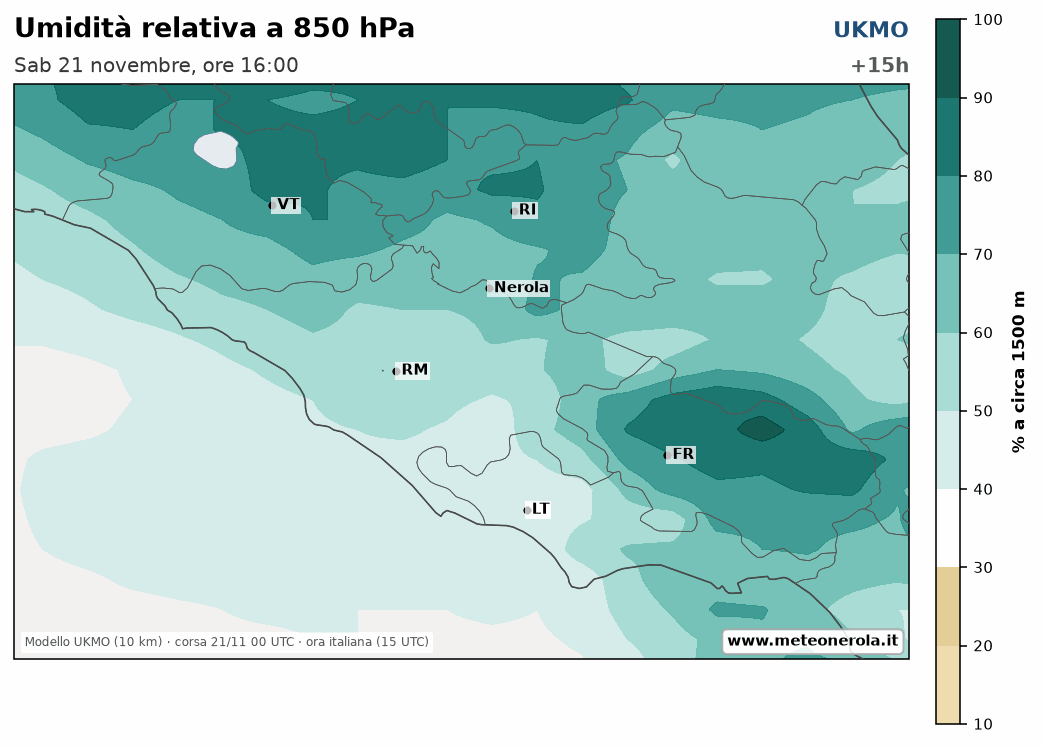 Umidità relativa a 850 hPa
UKMO
Sab 21 novembre, ore 16:00
+15h
100
90
80
70
60
50
40
30
20
10
% a circa 1500 m
VT
RI
Nerola
RM
FR
LT
Modello UKMO (10 km) · corsa 21/11 00 UTC · ora italiana (15 UTC)
www.meteonerola.it